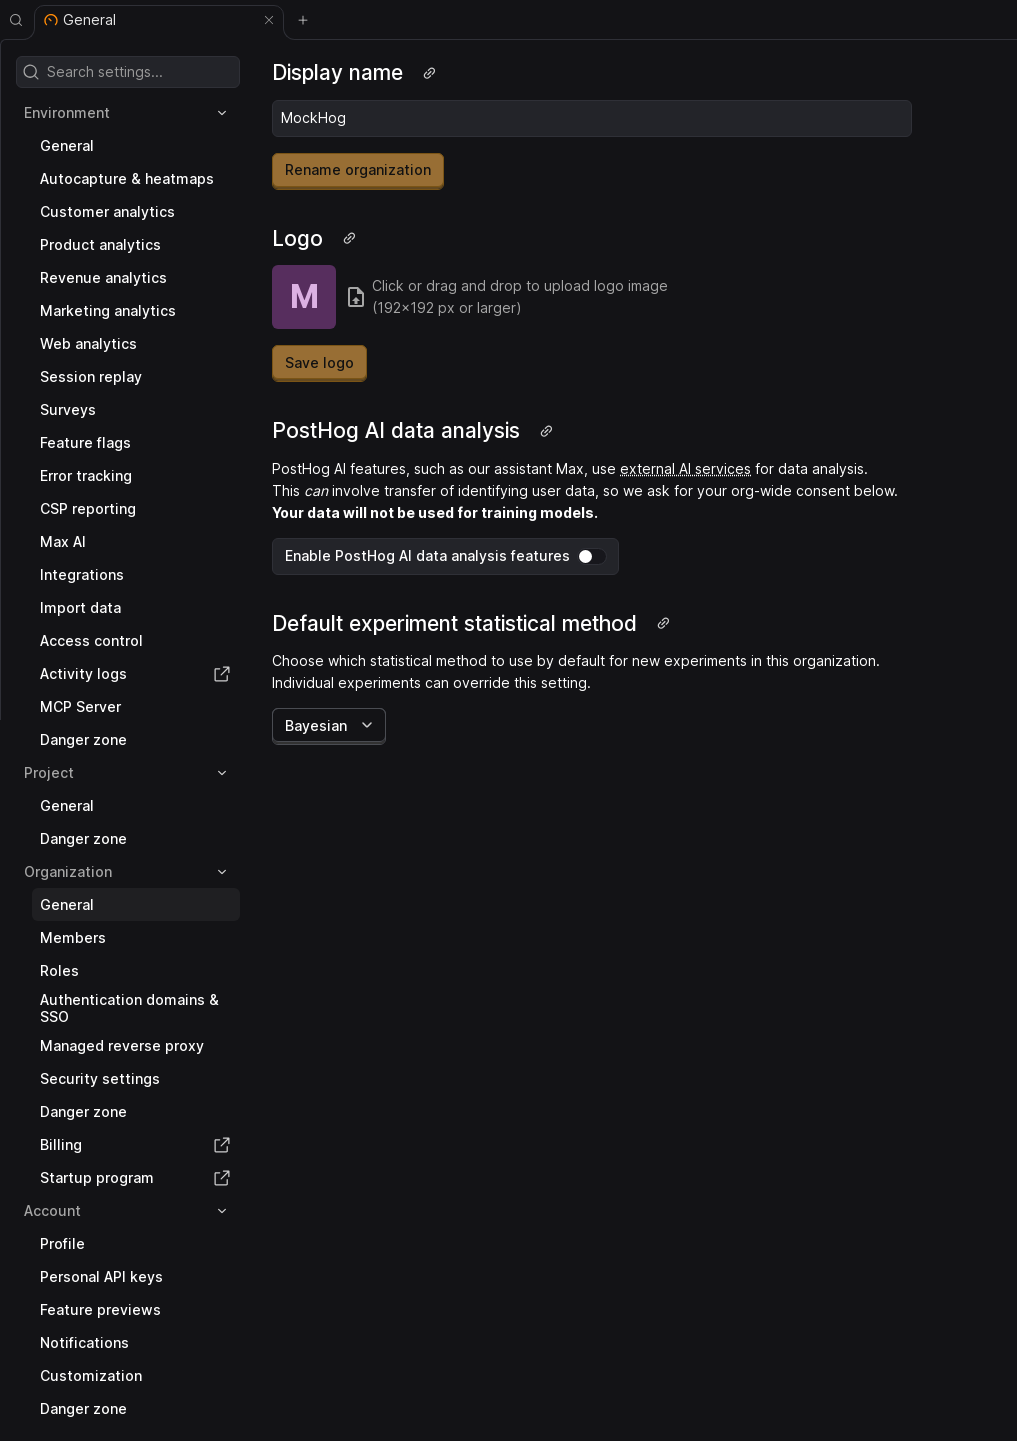 General
Search settings...
Environment
General
Autocapture & heatmaps
Customer analytics
Product analytics
Revenue analytics
Marketing analytics
Web analytics
Session replay
Surveys
Feature flags
Error tracking
CSP reporting
Max AI
Integrations
Import data
Access control
Activity logs
MCP Server
Danger zone
Project
General
Danger zone
Organization
General
Members
Roles
Authentication domains &
SSO
Managed reverse proxy
Security settings
Danger zone
Billing
Startup program
Account
Profile
Personal API keys
Feature previews
Notifications
Customization
Danger zone
Display name
MockHog
Rename organization
Logo
M
Click or drag and drop to upload logo image
(192×192 px or larger)
Save logo
PostHog AI data analysis
PostHog AI features, such as our assistant Max, use external AI services for data analysis.
This can involve transfer of identifying user data, so we ask for your org-wide consent below.
Your data will not be used for training models.
Enable PostHog AI data analysis features
Default experiment statistical method
Choose which statistical method to use by default for new experiments in this organization.
Individual experiments can override this setting.
Bayesian